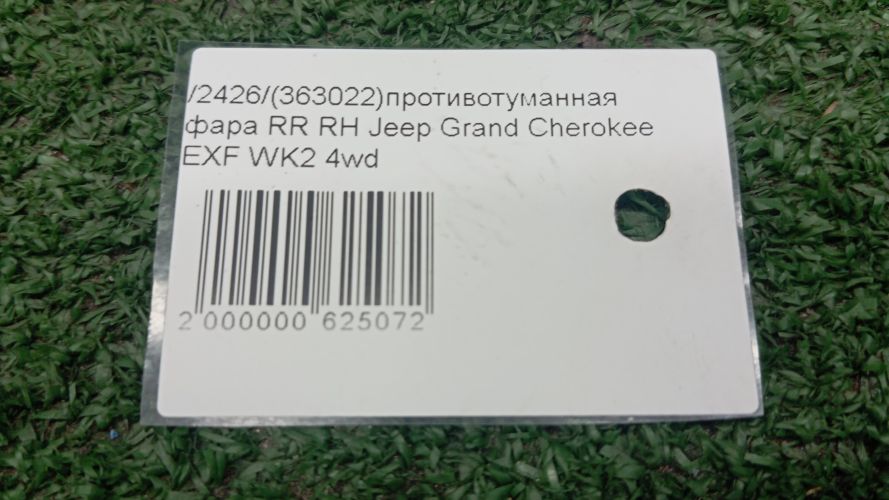 /2426/(363022)противотуманная
фара RR RH Jeep Grand Cherokee
EXF WK2 4wd
2 000000 625072